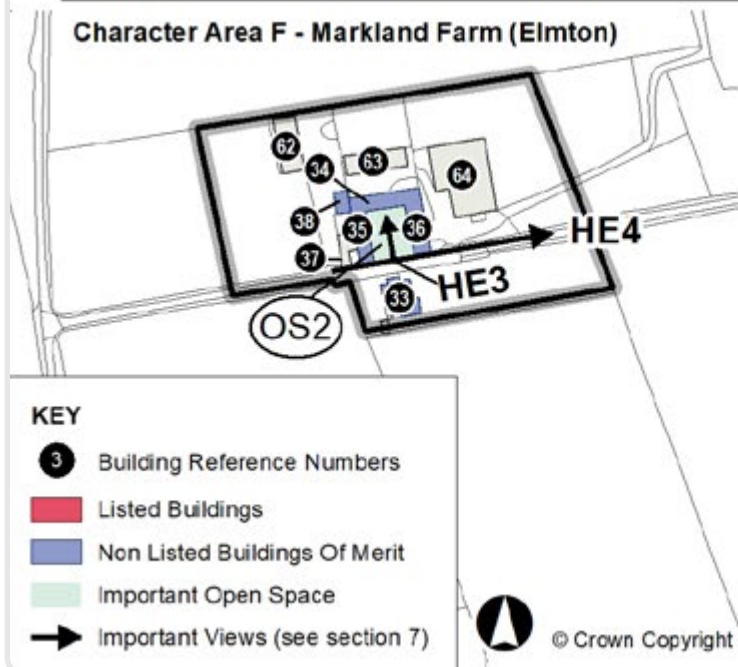 Character Area F - Markland Farm (Elmton)
62
34
63
64
38
35
36
HE4
37
HE3
33
OS2
KEY
3 Building Reference Numbers
Listed Buildings
Non Listed Buildings Of Merit
Important Open Space
Important Views (see section 7)
© Crown Copyright